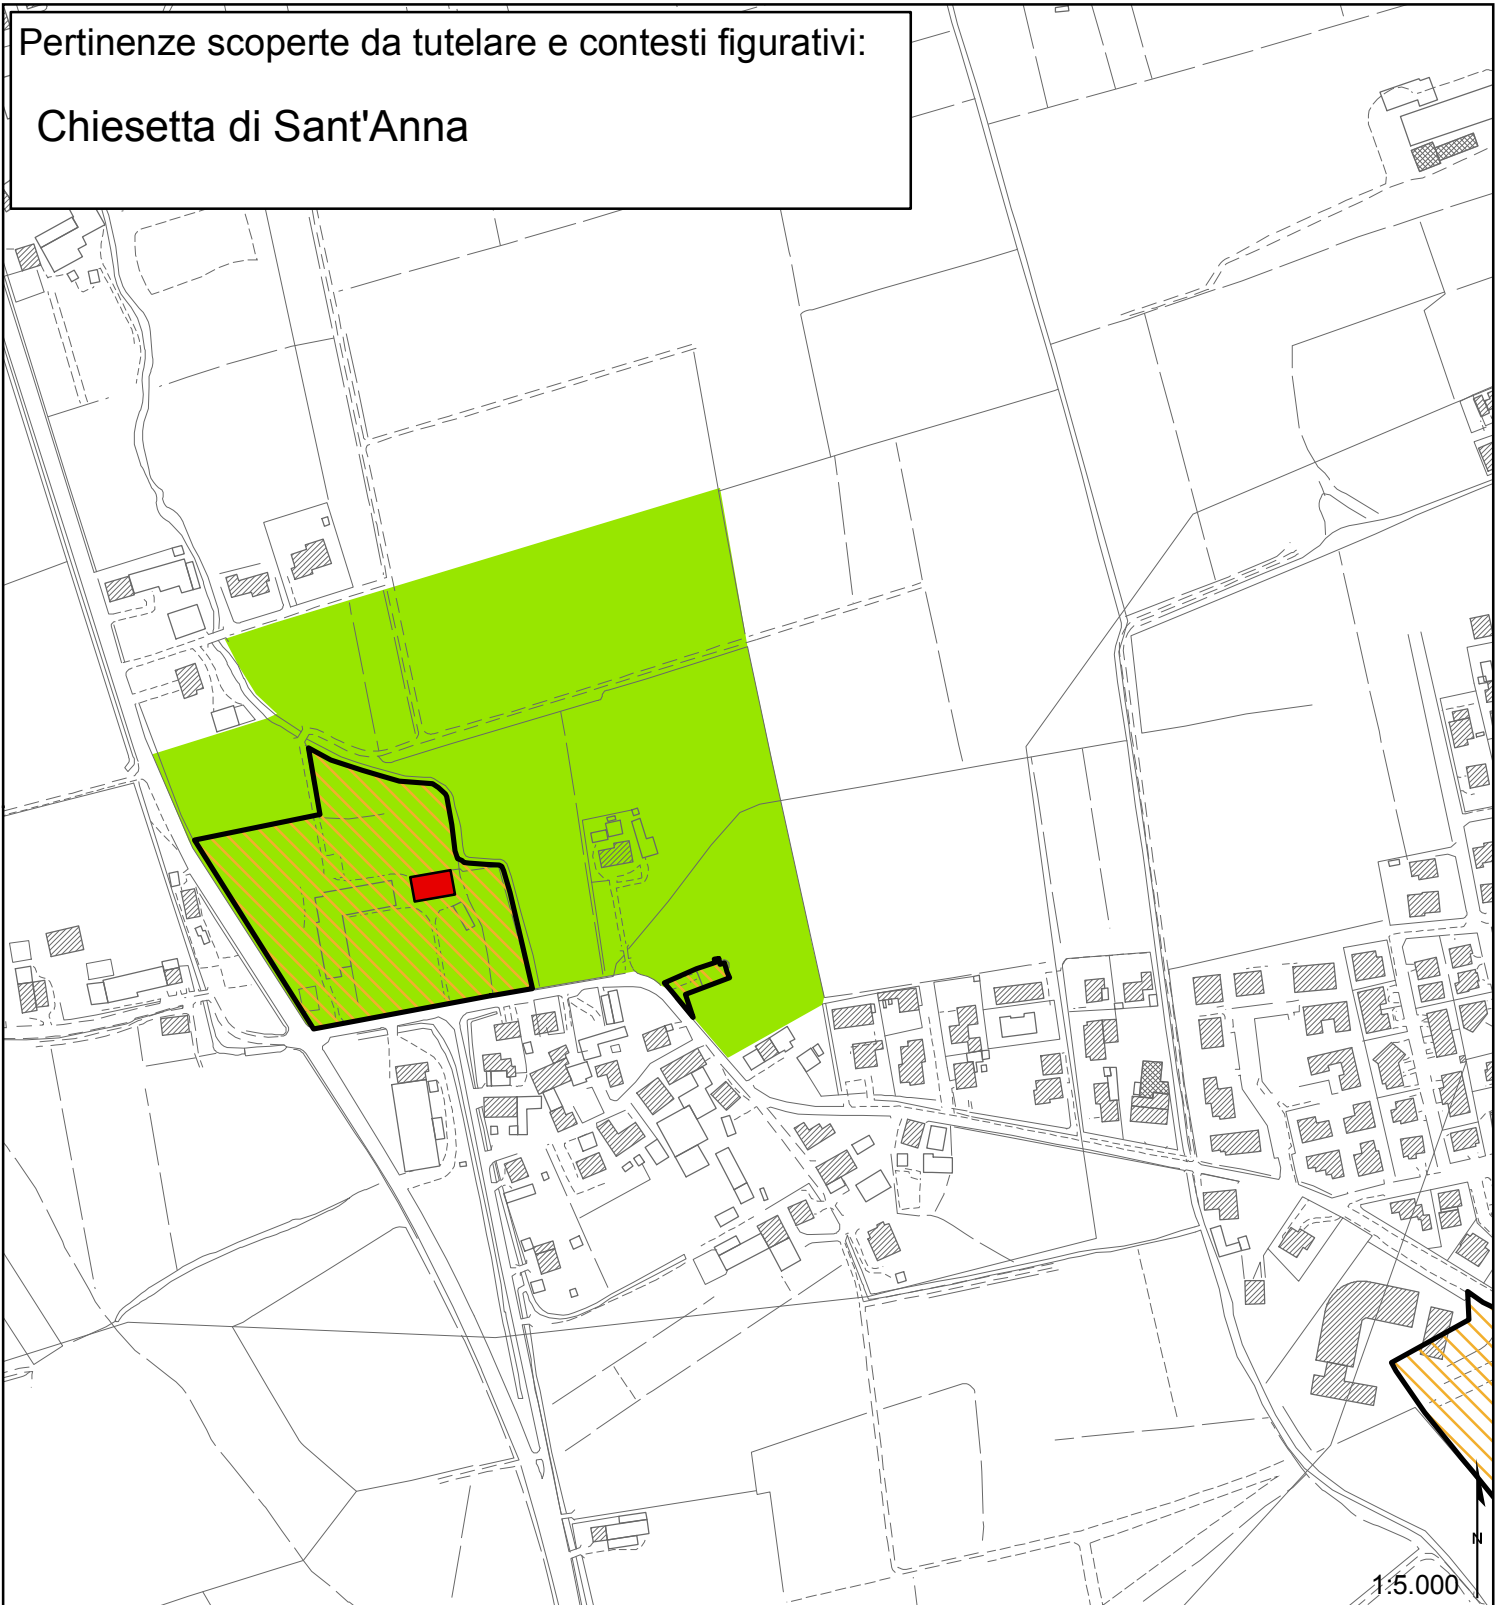 Pertinenze scoperte da tutelare e contesti figurativi:
Chiesetta di Sant'Anna
N
1:5.000